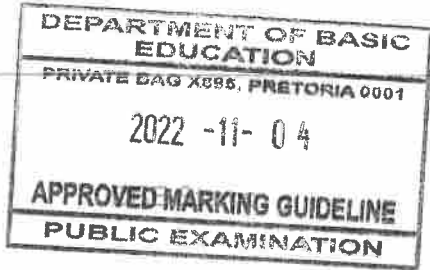 DEPARTMENT OF BASIC
EDUCATION
PRIVATE BAG X895, PRETORIA 0001
2022 -11- 04
APPROVED MARKING GUIDELINE
PUBLIC EXAMINATION